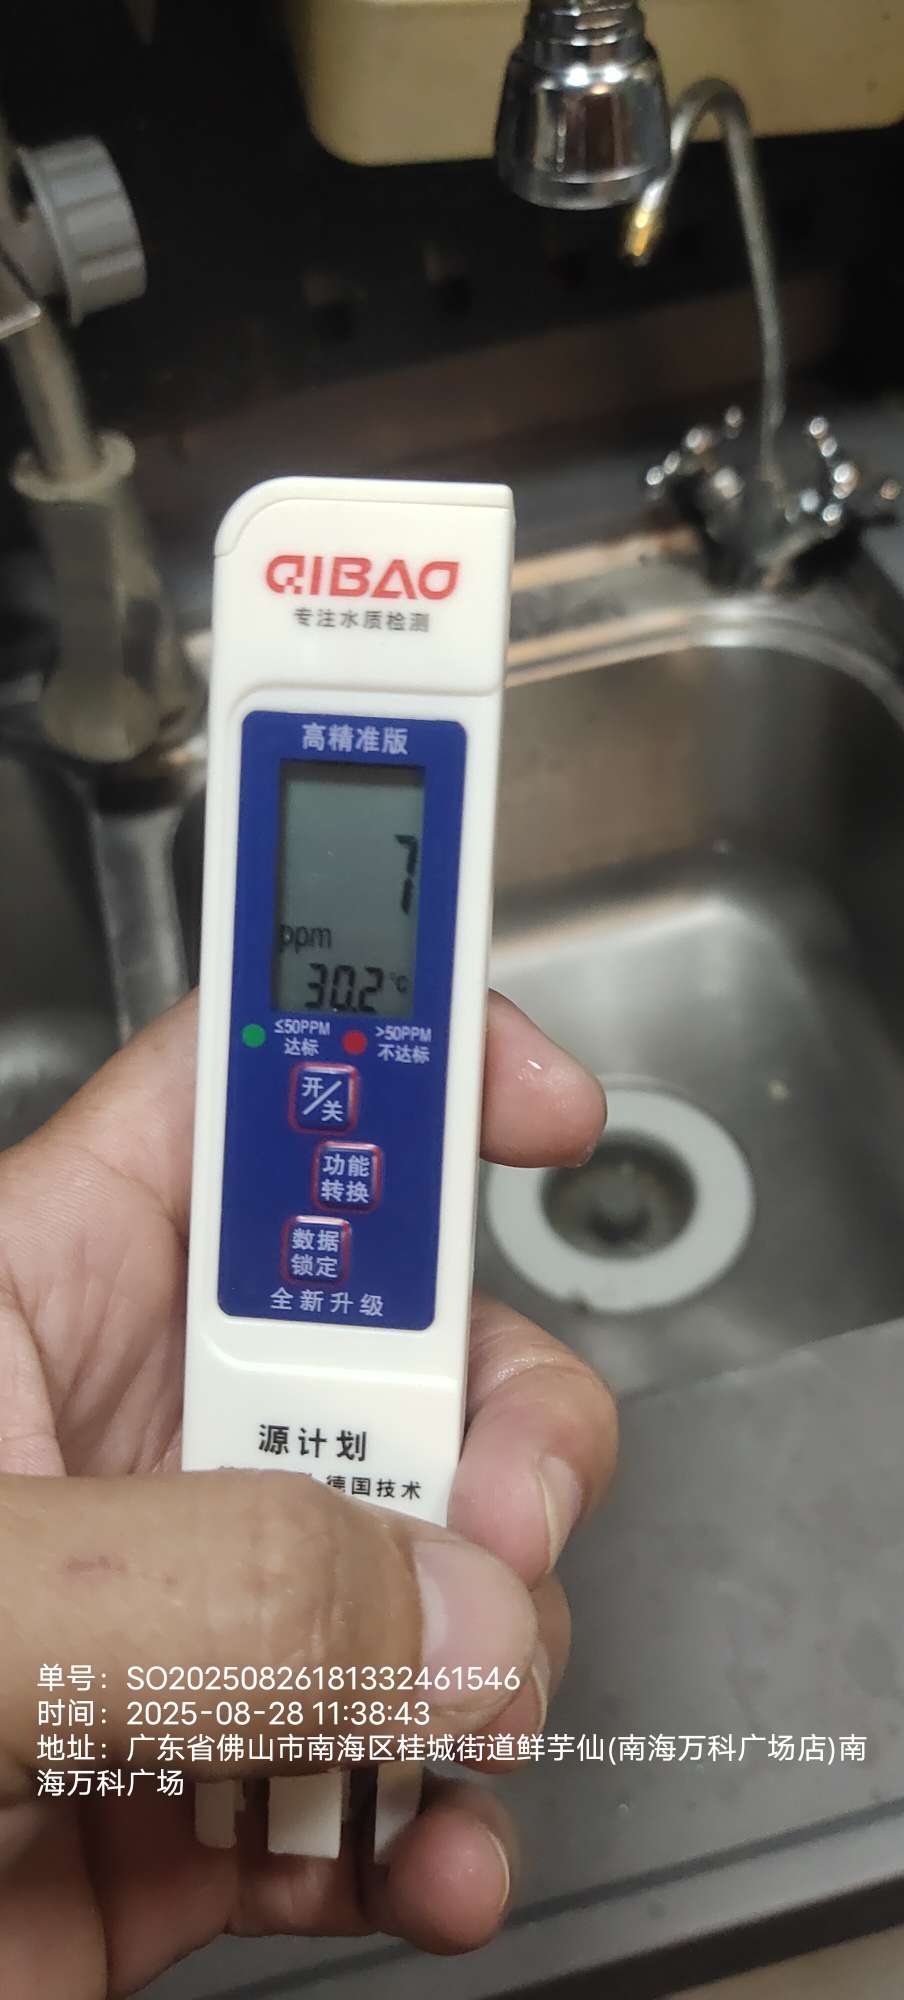 QIBAO
专注水质检测
高精准版
7
ppm
30.2 °C
≤50PPM
达标
>50PPM
不达标
开/关
功能
转换
数据
锁定
全新升级
源计划
德国技术
单号：SO20250826181332461546
时间：2025-08-28 11:38:43
地址：广东省佛山市南海区桂城街道鲜芋仙(南海万科广场店)南
海万科广场